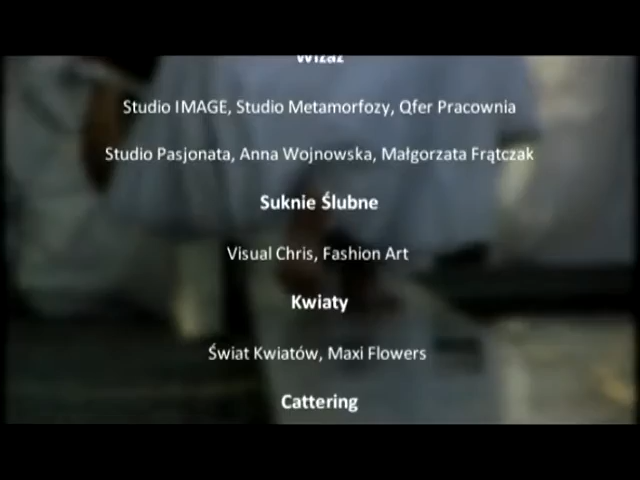 Wizaż
Studio IMAGE, Studio Metamorfozy, Qfer Pracownia
Studio Pasjonata, Anna Wojnowska, Małgorzata Frątczak
Suknie Ślubne
Visual Chris, Fashion Art
Kwiaty
Świat Kwiatów, Maxi Flowers
Cattering